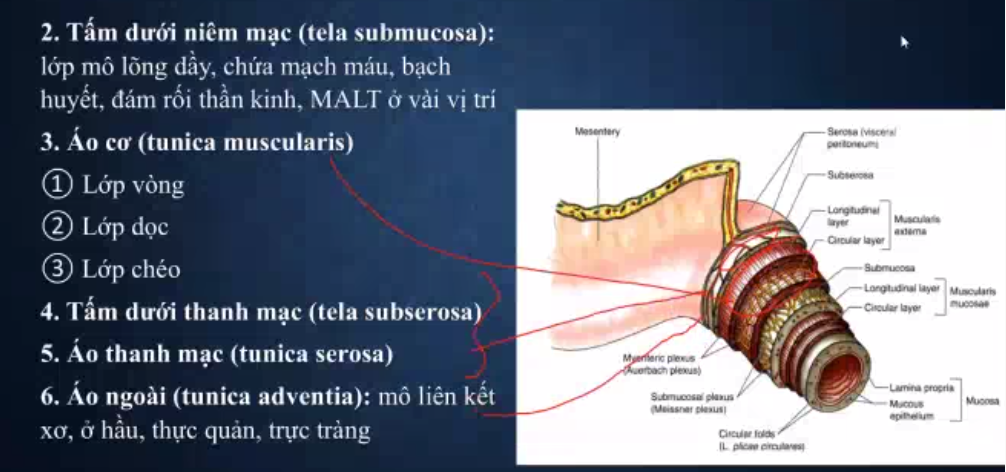 2. Tấm dưới niêm mạc (tela submucosa):
lớp mô lõng dầy, chứa mạch máu, bạch
huyết, đám rối thần kinh, MALT ở vài vị trí
3. Áo cơ (tunica muscularis)
① Lớp vòng
② Lớp dọc
③ Lớp chéo
4. Tấm dưới thanh mạc (tela subserosa)
5. Áo thanh mạc (tunica serosa)
6. Áo ngoài (tunica adventia): mô liên kết
xơ, ở hầu, thực quản, trực tràng
Mesentery
Serosa (visceral
peritoneum)
Subserosa
Longitudinal
layer
Circular layer
Muscularis
externa
Submucosa
Longitudinal layer
Circular layer
Muscularis
mucosae
Myenteric plexus
(Auerbach plexus)
Submucosal plexus
(Meissner plexus)
Lamina propria
Mucous
epithelium
Mucosa
Circular folds
(L. plicae circulares)